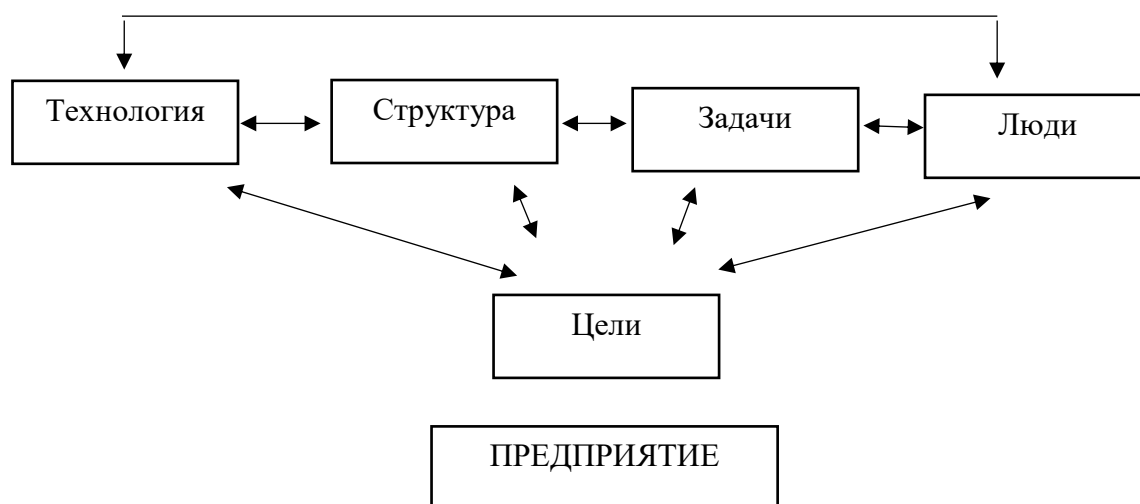 Технология
Структура
Задачи
Люди
Цели
ПРЕДПРИЯТИЕ